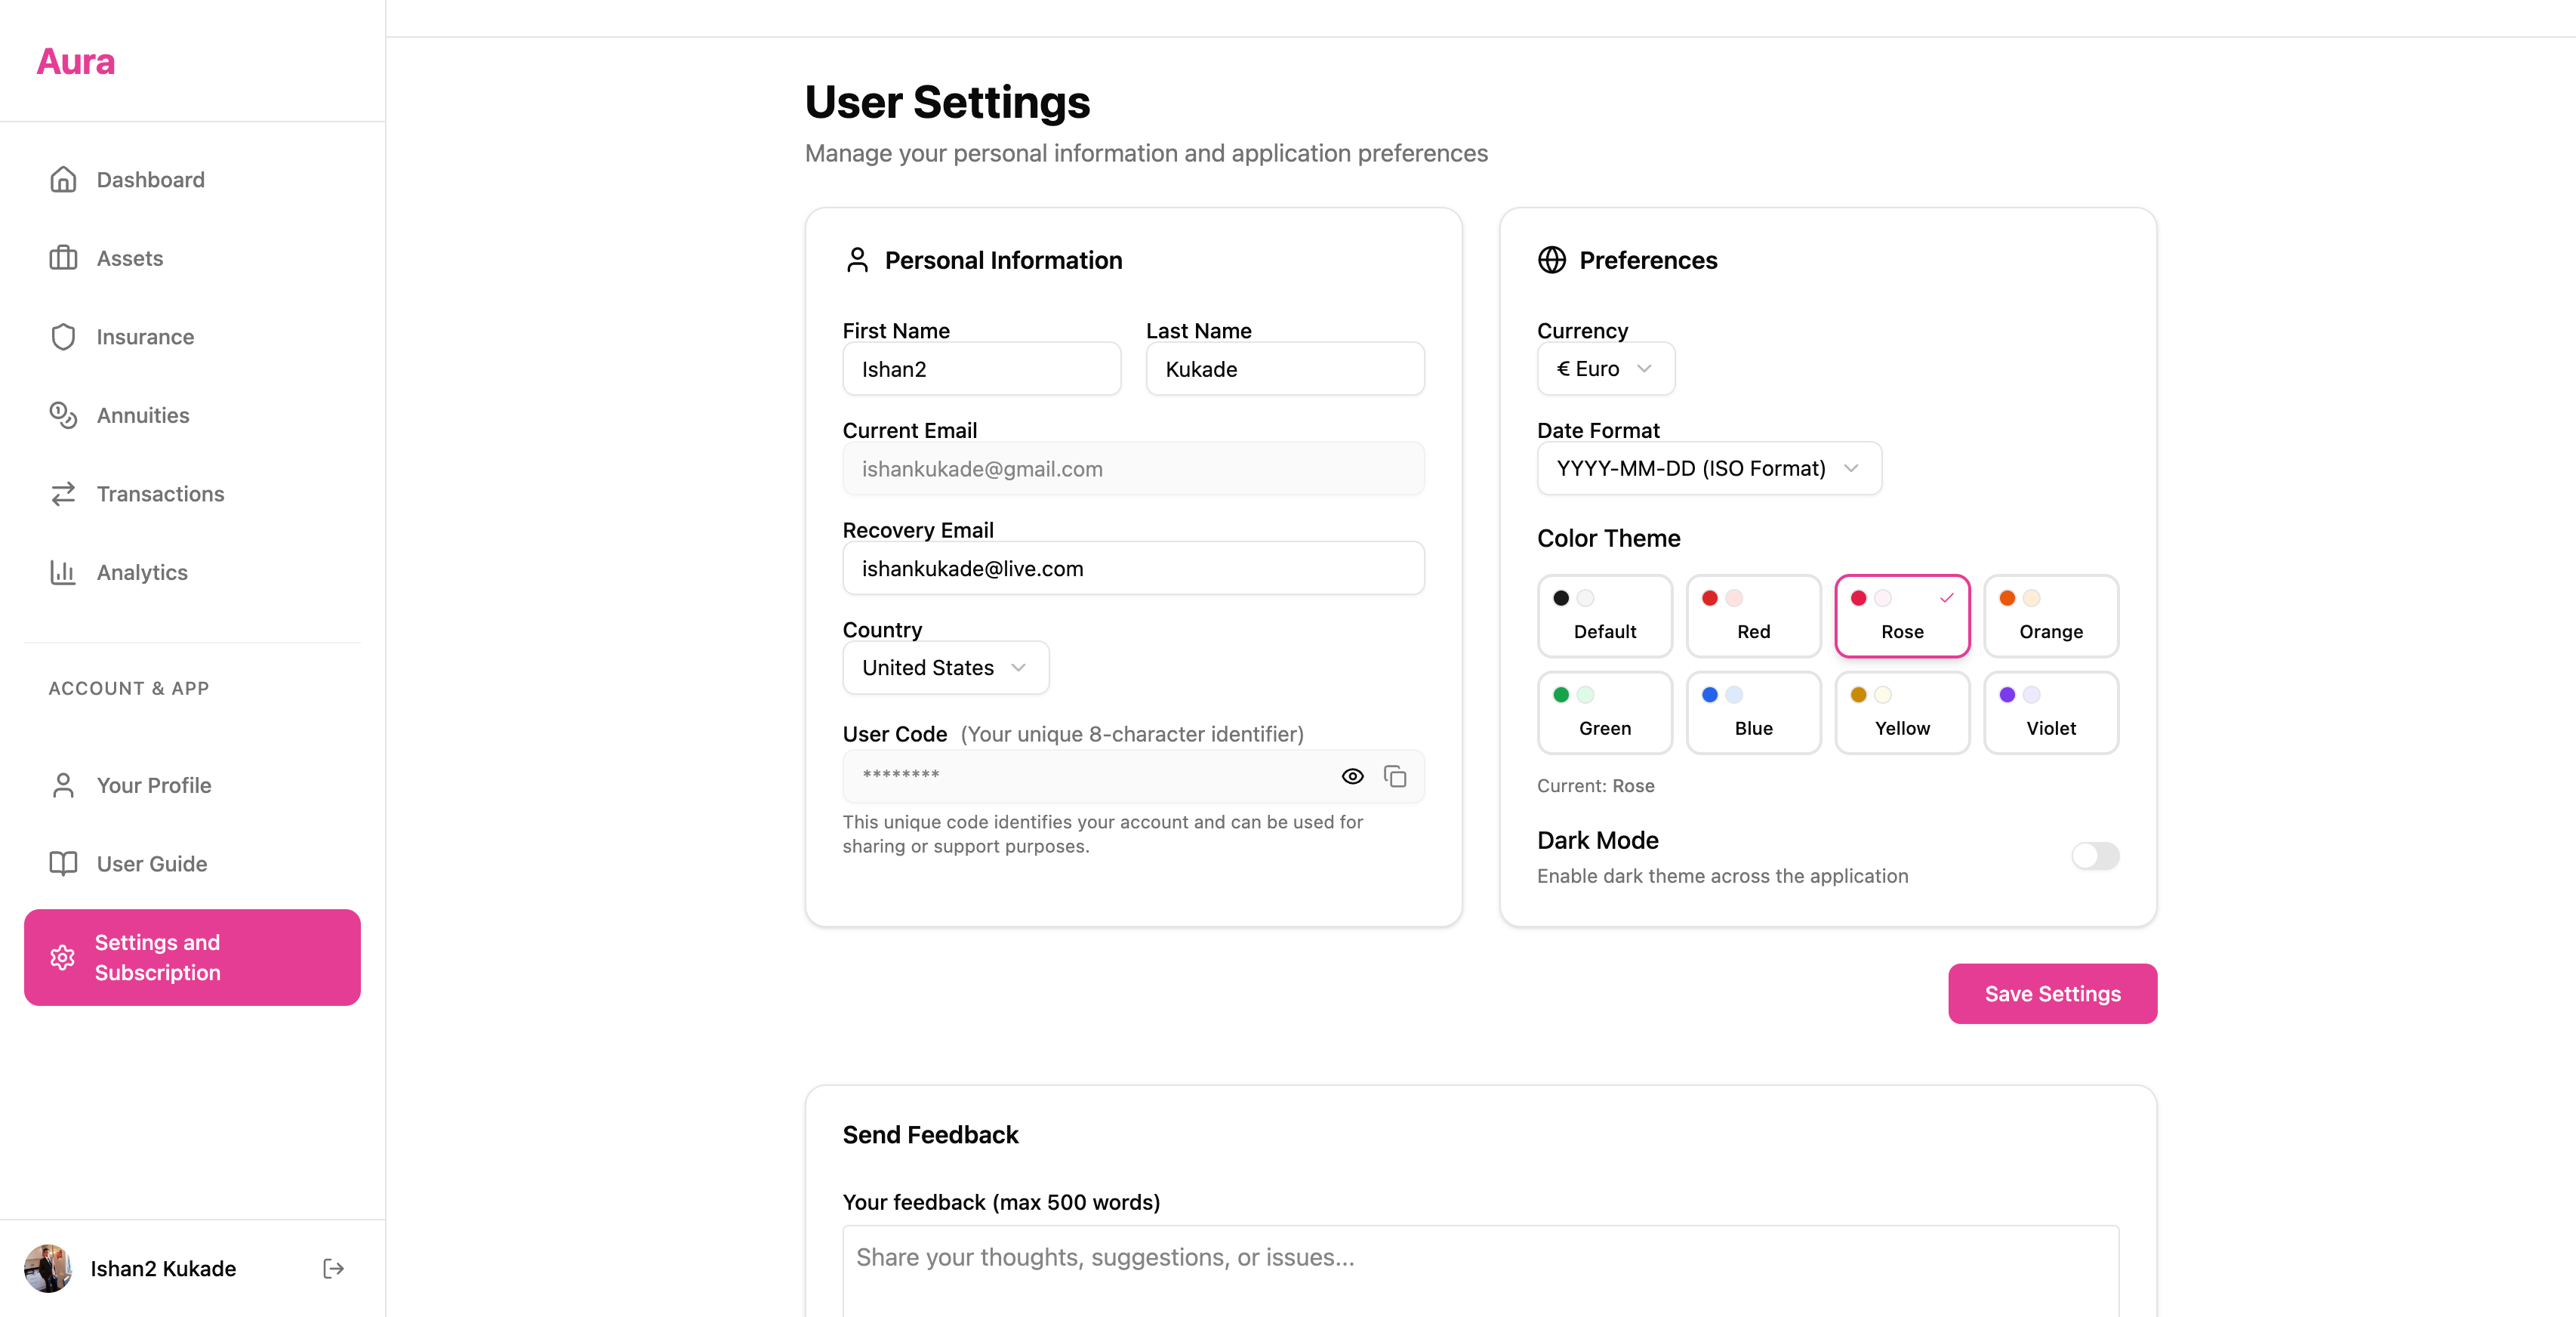 Aura
Dashboard
Assets
Insurance
Annuities
Transactions
Analytics
ACCOUNT & APP
Your Profile
User Guide
Settings and
Subscription
Ishan2 Kukade
User Settings
Manage your personal information and application preferences
Personal Information
First Name
Last Name
Ishan2
Kukade
Current Email
ishankukade@gmail.com
Recovery Email
ishankukade@live.com
Country
United States
User Code (Your unique 8-character identifier)
********
This unique code identifies your account and can be used for
sharing or support purposes.
Preferences
Currency
€ Euro
Date Format
YYYY-MM-DD (ISO Format)
Color Theme
Default
Red
Rose
Orange
Green
Blue
Yellow
Violet
Current: Rose
Dark Mode
Enable dark theme across the application
Save Settings
Send Feedback
Your feedback (max 500 words)
Share your thoughts, suggestions, or issues...